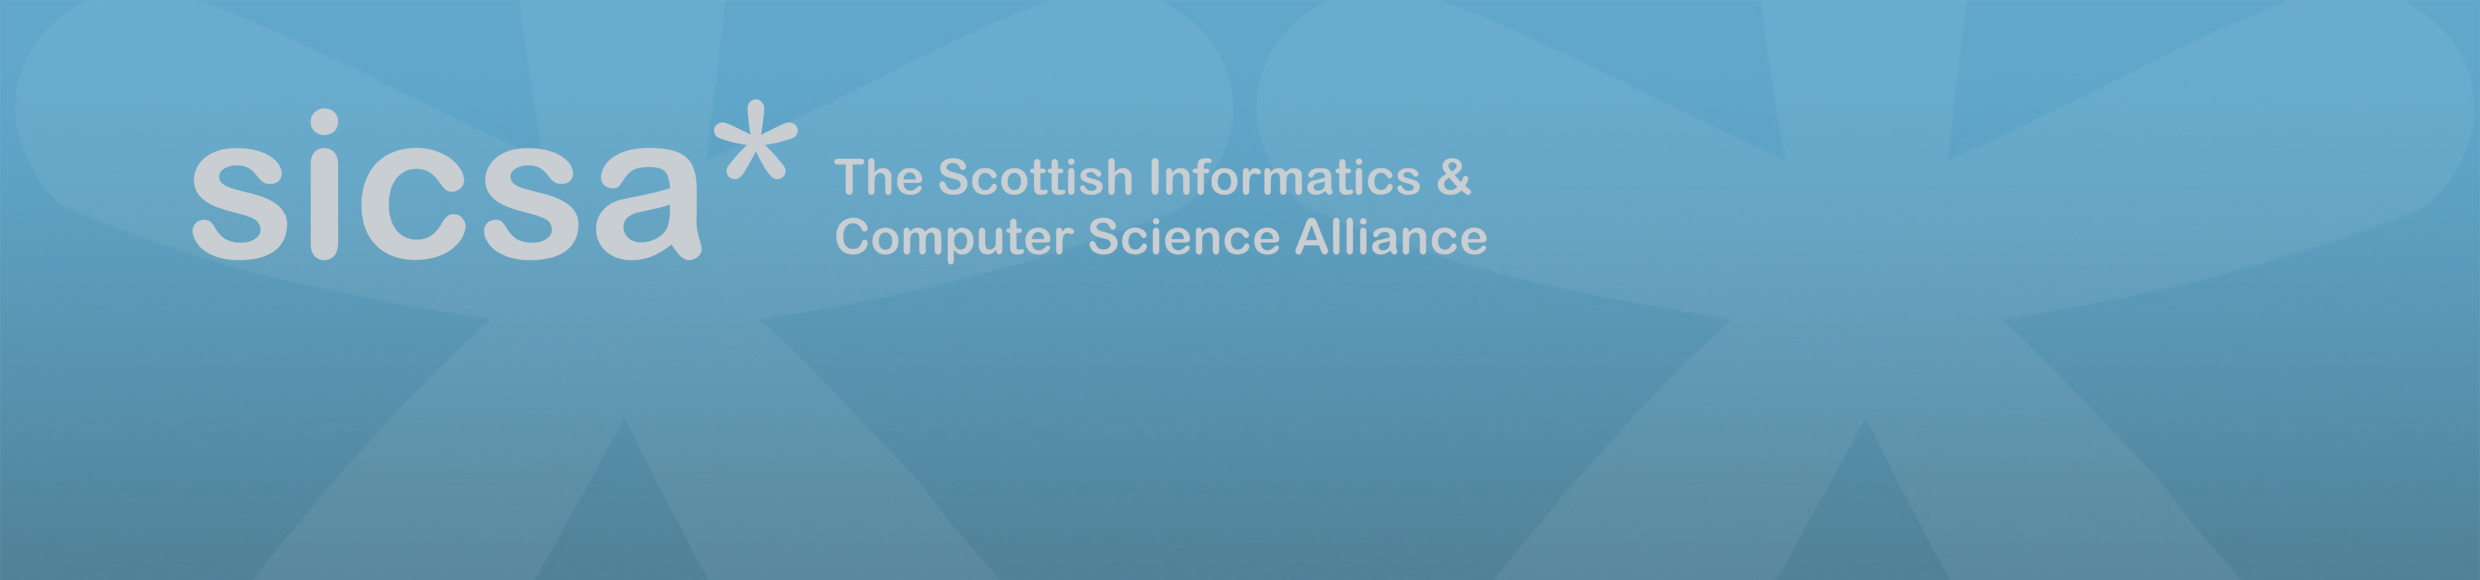 sicsa*
The Scottish Informatics &
Computer Science Alliance